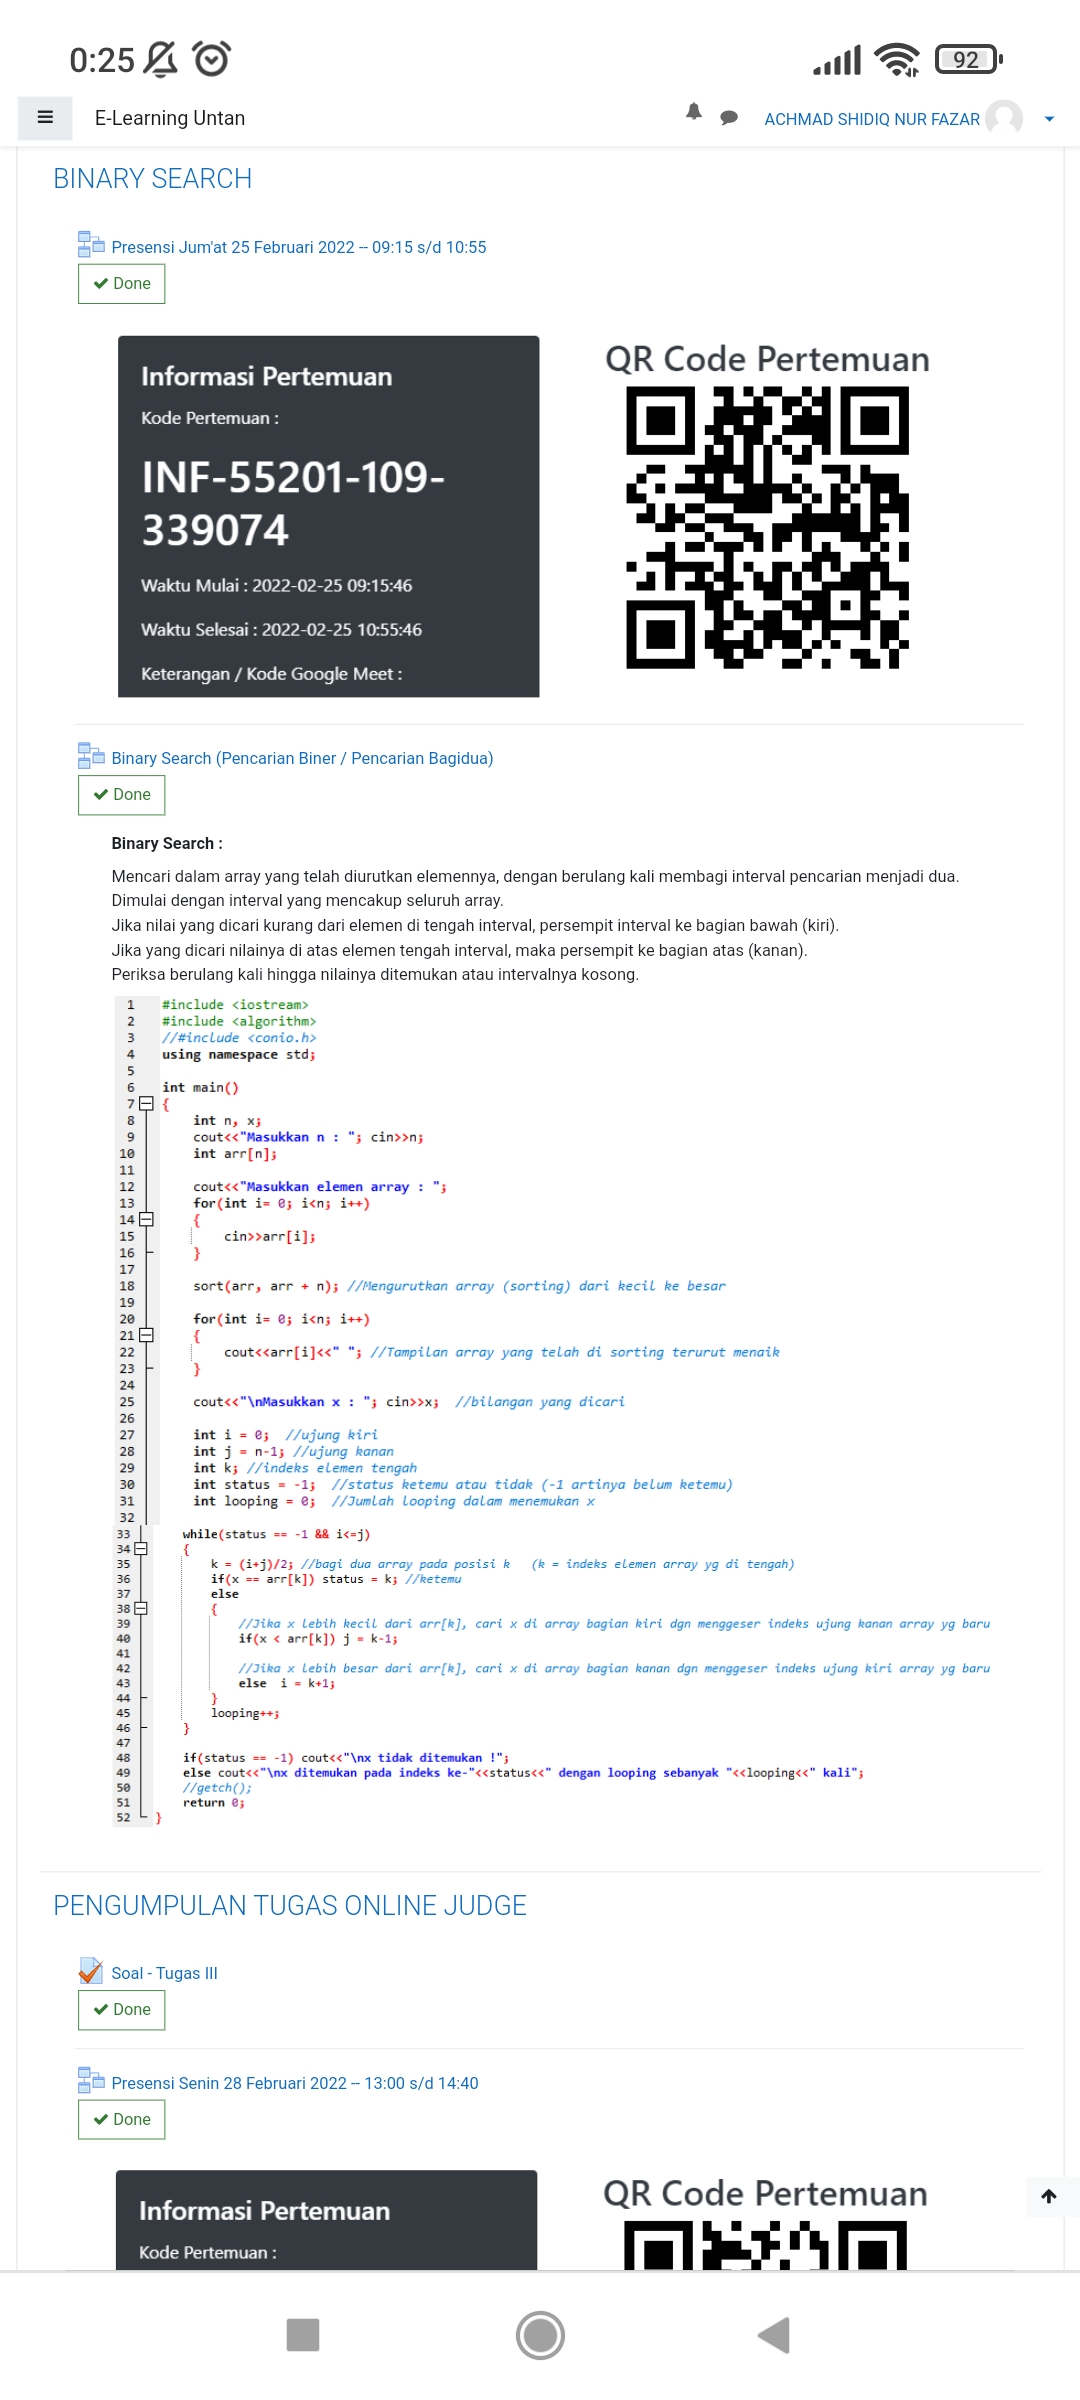 0:25
92
E-Learning Untan
ACHMAD SHIDIQ NUR FAZAR
BINARY SEARCH
Presensi Jum'at 25 Februari 2022 -- 09:15 s/d 10:55
Done
Informasi Pertemuan
Kode Pertemuan :
INF-55201-109-
339074
Waktu Mulai : 2022-02-25 09:15:46
Waktu Selesai : 2022-02-25 10:55:46
Keterangan / Kode Google Meet :
QR Code Pertemuan
Binary Search (Pencarian Biner / Pencarian Bagidua)
Done
Binary Search :
Mencari dalam array yang telah diurutkan elemennya, dengan berulang kali membagi interval pencarian menjadi dua.
Dimulai dengan interval yang mencakup seluruh array.
Jika nilai yang dicari kurang dari elemen di tengah interval, persempit interval ke bagian bawah (kiri).
Jika yang dicari nilainya di atas elemen tengah interval, maka persempit ke bagian atas (kanan).
Periksa berulang kali hingga nilainya ditemukan atau intervalnya kosong.
1 #include <iostream>
2 #include <algorithm>
3 //#include <conio.h>
4 using namespace std;
5
6 int main()
7 {
8 int n, x;
9 cout<<"Masukkan n : "; cin>>n;
10 int arr[n];
11
12 cout<<"Masukkan elemen array : ";
13 for(int i= 0; i<n; i++)
14 {
15 cin>>arr[i];
16 }
17
18 sort(arr, arr + n); //Mengurutkan array (sorting) dari kecil ke besar
19
20 for(int i= 0; i<n; i++)
21 {
22 cout<<arr[i]<<" "; //Tampilan array yang telah di sorting terurut menaik
23 }
24
25 cout<<"\nMasukkan x : "; cin>>x; //bilangan yang dicari
26
27 int i = 0; //ujung kiri
28 int j = n-1; //ujung kanan
29 int k; //indeks elemen tengah
30 int status = -1; //status ketemu atau tidak (-1 artinya belum ketemu)
31 int looping = 0; //Jumlah looping dalam menemukan x
32
33 while(status == -1 && i<=j)
34 {
35 k = (i+j)/2; //bagi dua array pada posisi k (k = indeks elemen array yg di tengah)
36 if(x == arr[k]) status = k; //ketemu
37 else
38 {
39 //Jika x lebih kecil dari arr[k], cari x di array bagian kiri dgn menggeser indeks ujung kanan array yg baru
40 if(x < arr[k]) j = k-1;
41
42 //Jika x lebih besar dari arr[k], cari x di array bagian kanan dgn menggeser indeks ujung kiri array yg baru
43 else i = k+1;
44 }
45 looping++;
46 }
47
48 if(status == -1) cout<<"\nx tidak ditemukan !";
49 else cout<<"\nx ditemukan pada indeks ke-"<<status<<" dengan looping sebanyak "<<looping<<" kali";
50 //getch();
51 return 0;
52 }
PENGUMPULAN TUGAS ONLINE JUDGE
Soal - Tugas III
Done
Presensi Senin 28 Februari 2022 -- 13:00 s/d 14:40
Done
Informasi Pertemuan
Kode Pertemuan :
QR Code Pertemuan